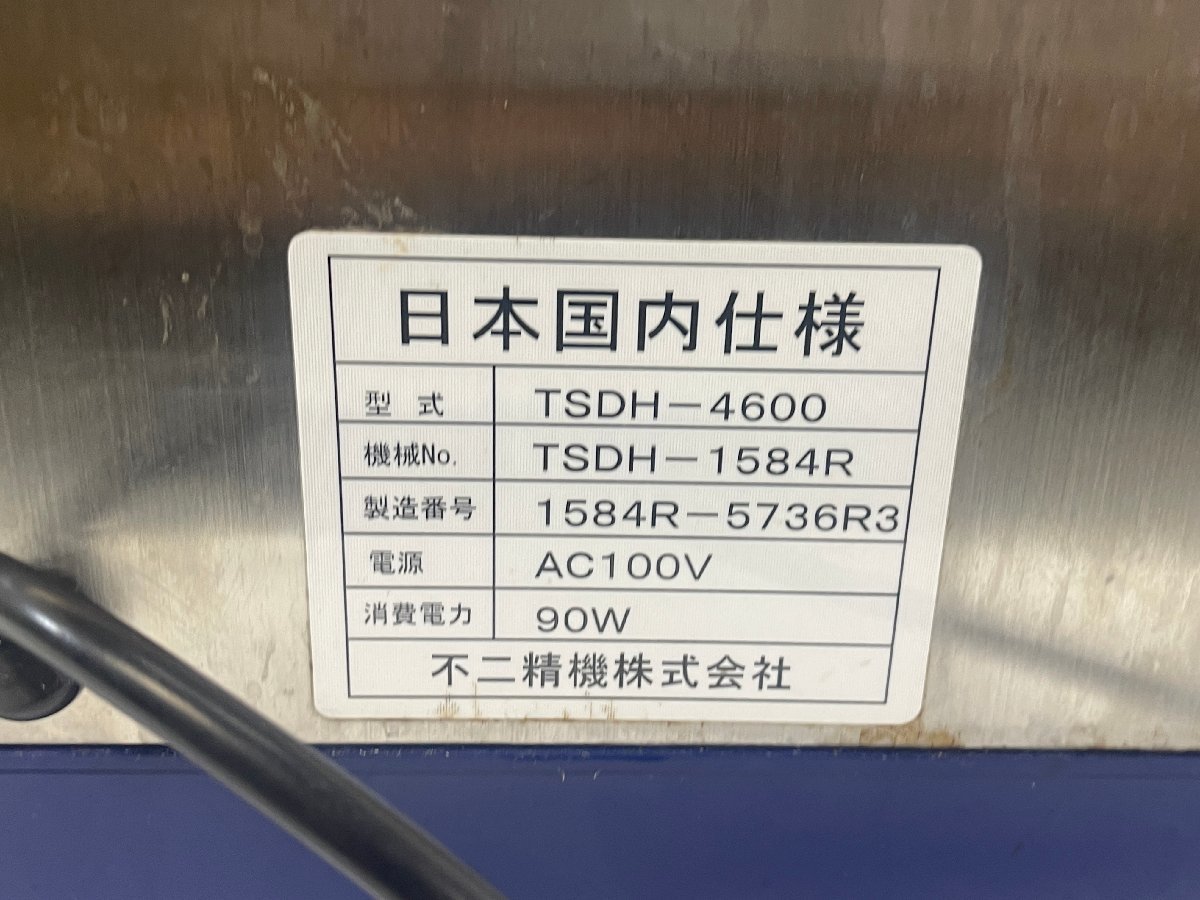 日本国内仕様
型 式 TSDH-4600
機械No. TSDH-1584R
製造番号 1584R-5736R3
電源 AC100V
消費電力 90W
不二精機株式会社